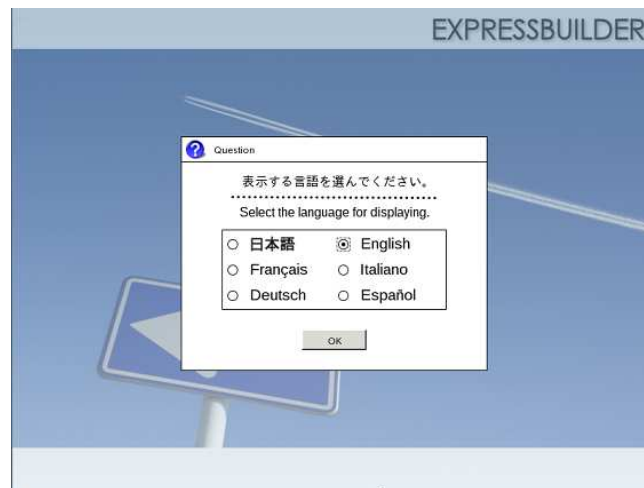 EXPRESSBUILDER
Question
表示する言語を選んでください。
Select the language for displaying.
日本語 English
Français Italiano
Deutsch Español
OK